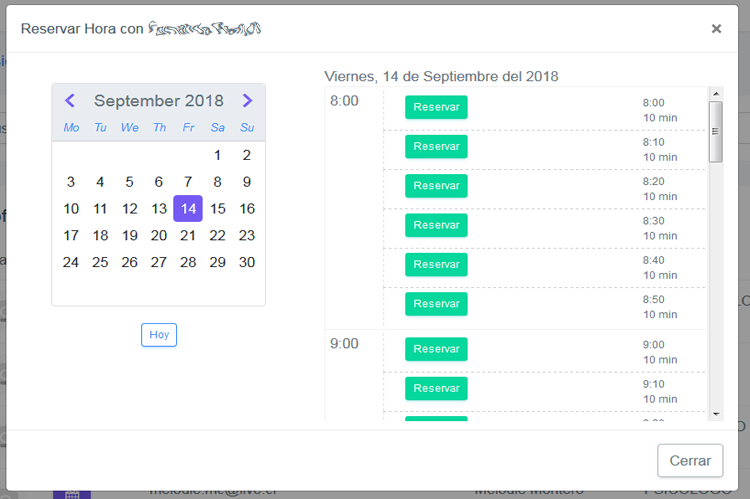 Reservar Hora con
×
September 2018
Mo Tu We Th Fr Sa Su
1 2
3 4 5 6 7 8 9
10 11 12 13 14 15 16
17 18 19 20 21 22 23
24 25 26 27 28 29 30
Hoy
Viernes, 14 de Septiembre del 2018
8:00
Reservar 8:00
10 min
Reservar 8:10
10 min
Reservar 8:20
10 min
Reservar 8:30
10 min
Reservar 8:40
10 min
Reservar 8:50
10 min
9:00
Reservar 9:00
10 min
Reservar 9:10
10 min
Cerrar